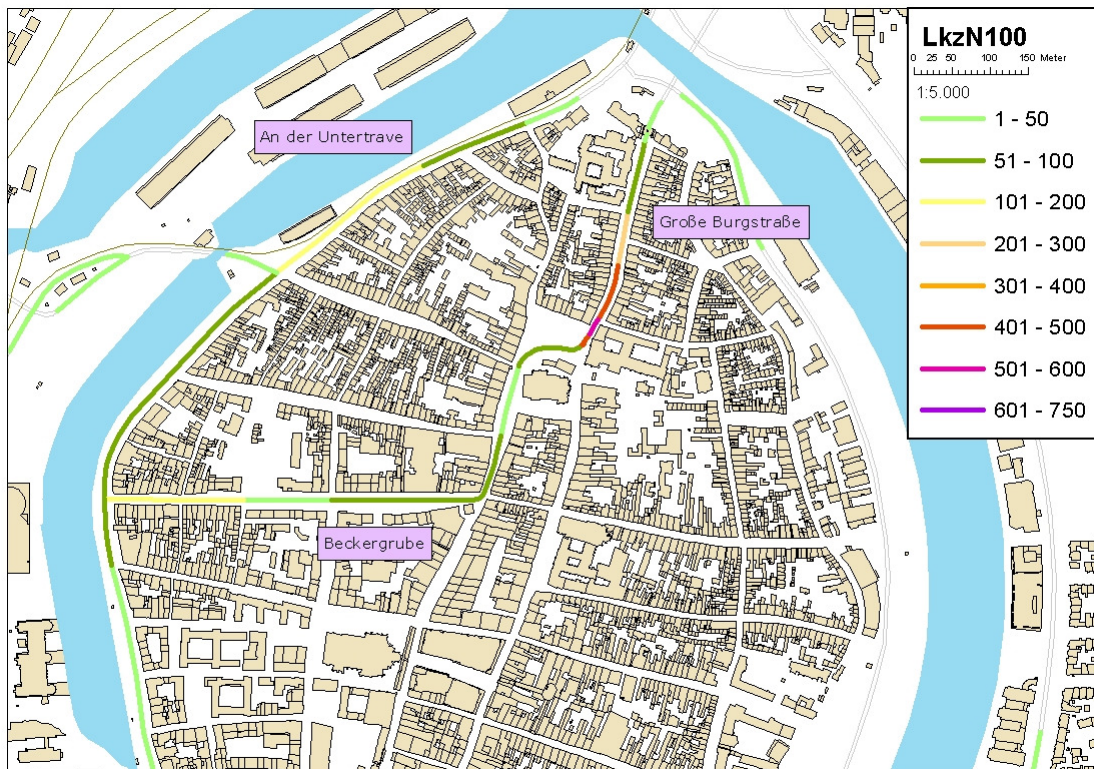 LkzN100
0 25 50 100 150 Meter
1:5.000
1 - 50
51 - 100
101 - 200
201 - 300
301 - 400
401 - 500
501 - 600
601 - 750
An der Untertrave
Große Burgstraße
Beckergrube